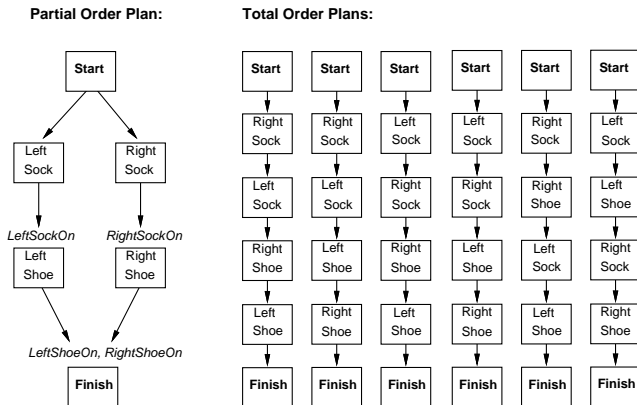 Partial Order Plan:
Start
Left
Sock
Right
Sock
LeftSockOn
RightSockOn
Left
Shoe
Right
Shoe
LeftShoeOn, RightShoeOn
Finish
Total Order Plans:
Start
Right
Sock
Left
Sock
Right
Shoe
Left
Shoe
Finish
Start
Right
Sock
Left
Sock
Left
Shoe
Right
Shoe
Finish
Start
Left
Sock
Right
Sock
Right
Shoe
Left
Shoe
Finish
Start
Left
Sock
Right
Sock
Left
Shoe
Right
Shoe
Finish
Start
Right
Sock
Right
Shoe
Left
Sock
Left
Shoe
Finish
Start
Left
Sock
Left
Shoe
Right
Sock
Right
Shoe
Finish